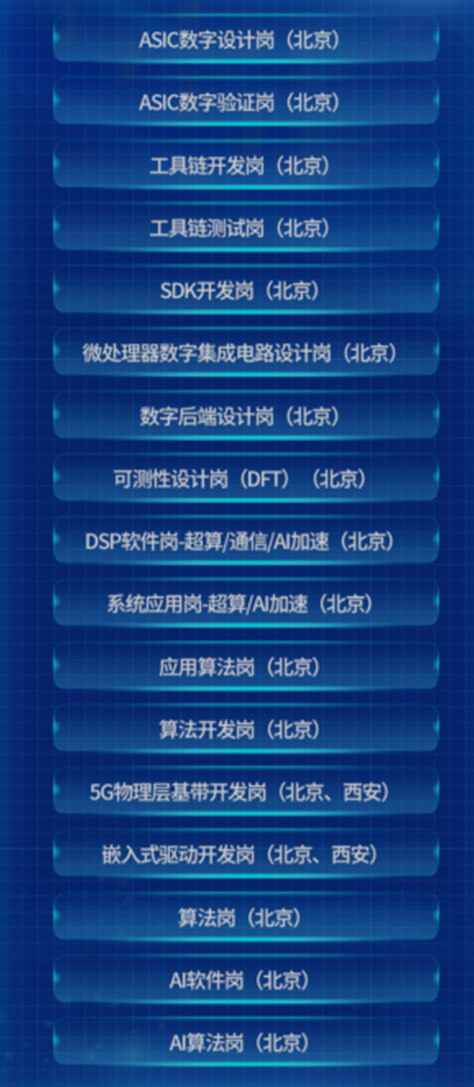 ASIC数字设计岗（北京）
ASIC数字验证岗（北京）
工具链开发岗（北京）
工具链测试岗（北京）
SDK开发岗（北京）
微处理器数字集成电路设计岗（北京）
数字后端设计岗（北京）
可测性设计岗（DFT）（北京）
DSP软件岗-超算/通信/AI加速（北京）
系统应用岗-超算/AI加速（北京）
应用算法岗（北京）
算法开发岗（北京）
5G物理层基带开发岗（北京、西安）
嵌入式驱动开发岗（北京、西安）
算法岗（北京）
AI软件岗（北京）
AI算法岗（北京）